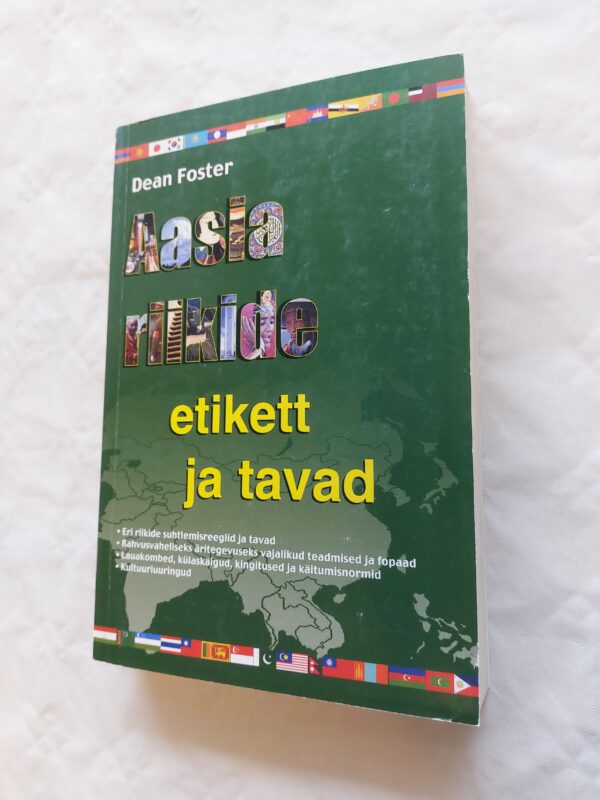 Dean Foster
Aasia
riikide
etikett
ja tavad
• Eri riikide suhtlemisreeglid ja tavad
• Rahvusvaheliseks äritegevuseks vajalikud teadmised ja fopaad
• Lauakombed, külaskäigud, kingitused ja käitumisnormid
• Kultuuriuuringud